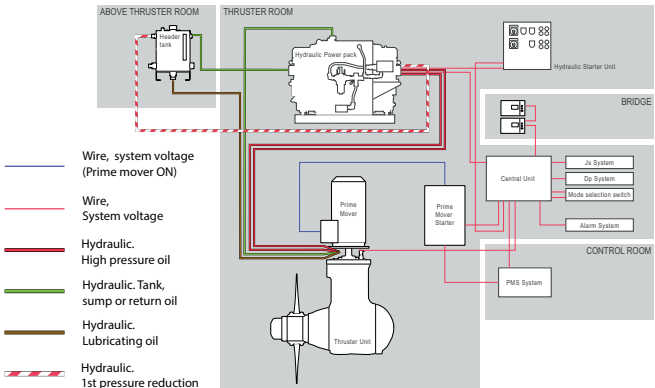 ABOVE THRUSTER ROOM
THRUSTER ROOM
Header
tank
Hydraulic Power pack
Hydraulic Starter Unit
BRIDGE
Wire, system voltage
(Prime mover ON)
Wire,
System voltage
Hydraulic.
High pressure oil
Hydraulic. Tank,
sump or return oil
Hydraulic.
Lubricating oil
Hydraulic.
1st pressure reduction
Prime
Mover
Prime
Mover
Starter
Central Unit
Js System
Dp System
Mode selection switch
Alarm System
CONTROL ROOM
PMS System
Thruster Unit